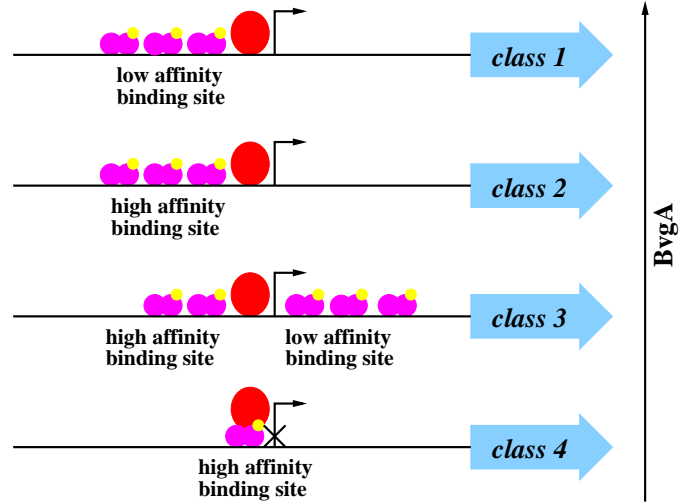 class 1
low affinity
binding site
class 2
high affinity
binding site
class 3
high affinity
binding site
low affinity
binding site
class 4
high affinity
binding site
BvgA